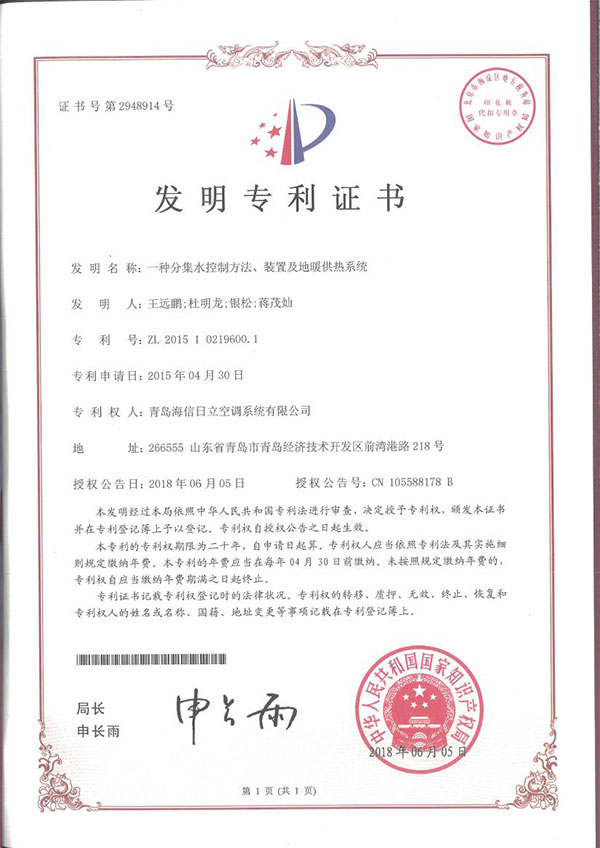 证书号第2948914号
北京市海淀区地方税务局
印花税
代扣专用章
国家知识产权局
发明专利证书
发明名称：一种分集水控制方法、装置及地暖供热系统
发明人：王远鹏;杜明龙;银松;蒋茂灿
专利号：ZL 2015 1 0219600.1
专利申请日：2015年04月30日
专利权人：青岛海信日立空调系统有限公司
地址：266555 山东省青岛市青岛经济技术开发区前湾港路218号
授权公告日：2018年06月05日 授权公告号：CN 105588178 B
本发明经过本局依照中华人民共和国专利法进行审查，决定授予专利权，颁发本证书
并在专利登记簿上予以登记。专利权自授权公告之日起生效。
本专利的专利权期限为二十年，自申请日起算。专利权人应当依照专利法及其实施细
则规定缴纳年费。本专利的年费应当在每年04月30日前缴纳。未按照规定缴纳年费的，
专利权自应当缴纳年费期满之日起终止。
专利证书记载专利权登记时的法律状况。专利权的转移、质押、无效、终止、恢复和
专利权人的姓名或名称、国籍、地址变更等事项记载在专利登记簿上。
局长
申长雨
申长雨
中华人民共和国国家知识产权局
2018年06月05日
第1页(共1页)